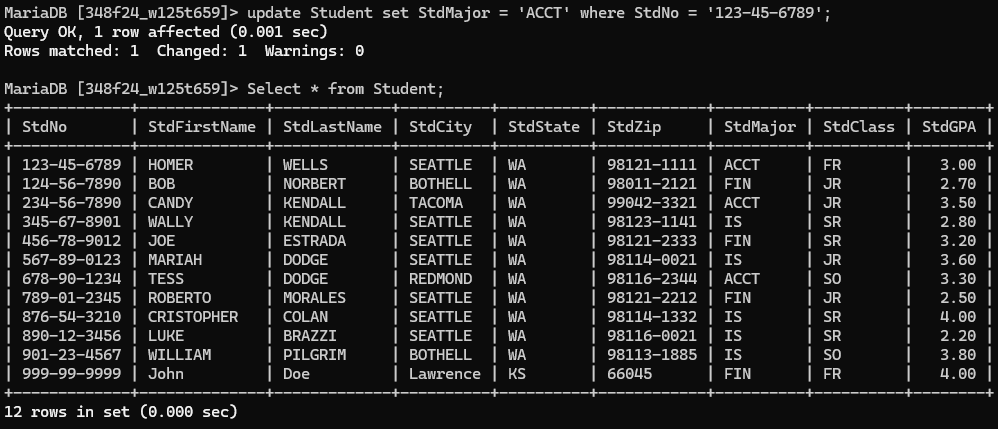 MariaDB [348f24_w125t659]> update Student set StdMajor = 'ACCT' where StdNo = '123-45-6789';
Query OK, 1 row affected (0.001 sec)
Rows matched: 1  Changed: 1  Warnings: 0

MariaDB [348f24_w125t659]> Select * from Student;
+-------------+--------------+-------------+----------+----------+------------+----------+----------+--------+
| StdNo       | StdFirstName | StdLastName | StdCity  | StdState | StdZip     | StdMajor | StdClass | StdGPA |
+-------------+--------------+-------------+----------+----------+------------+----------+----------+--------+
| 123-45-6789 | HOMER        | WELLS       | SEATTLE  | WA       | 98121-1111 | ACCT     | FR       |   3.00 |
| 124-56-7890 | BOB          | NORBERT     | BOTHELL  | WA       | 98011-2121 | FIN      | JR       |   2.70 |
| 234-56-7890 | CANDY        | KENDALL     | TACOMA   | WA       | 99042-3321 | ACCT     | JR       |   3.50 |
| 345-67-8901 | WALLY        | KENDALL     | SEATTLE  | WA       | 98123-1141 | IS       | SR       |   2.80 |
| 456-78-9012 | JOE          | ESTRADA     | SEATTLE  | WA       | 98121-2333 | FIN      | SR       |   3.20 |
| 567-89-0123 | MARIAH       | DODGE       | SEATTLE  | WA       | 98114-0021 | IS       | JR       |   3.60 |
| 678-90-1234 | TESS         | DODGE       | REDMOND  | WA       | 98116-2344 | ACCT     | SO       |   3.30 |
| 789-01-2345 | ROBERTO      | MORALES     | SEATTLE  | WA       | 98121-2212 | FIN      | JR       |   2.50 |
| 876-54-3210 | CRISTOPHER   | COLAN       | SEATTLE  | WA       | 98114-1332 | IS       | SR       |   4.00 |
| 890-12-3456 | LUKE         | BRAZZI      | SEATTLE  | WA       | 98116-0021 | IS       | SR       |   2.20 |
| 901-23-4567 | WILLIAM      | PILGRIM     | BOTHELL  | WA       | 98113-1885 | IS       | SO       |   3.80 |
| 999-99-9999 | John         | Doe         | Lawrence | KS       | 66045      | FIN      | FR       |   4.00 |
+-------------+--------------+-------------+----------+----------+------------+----------+----------+--------+
12 rows in set (0.000 sec)